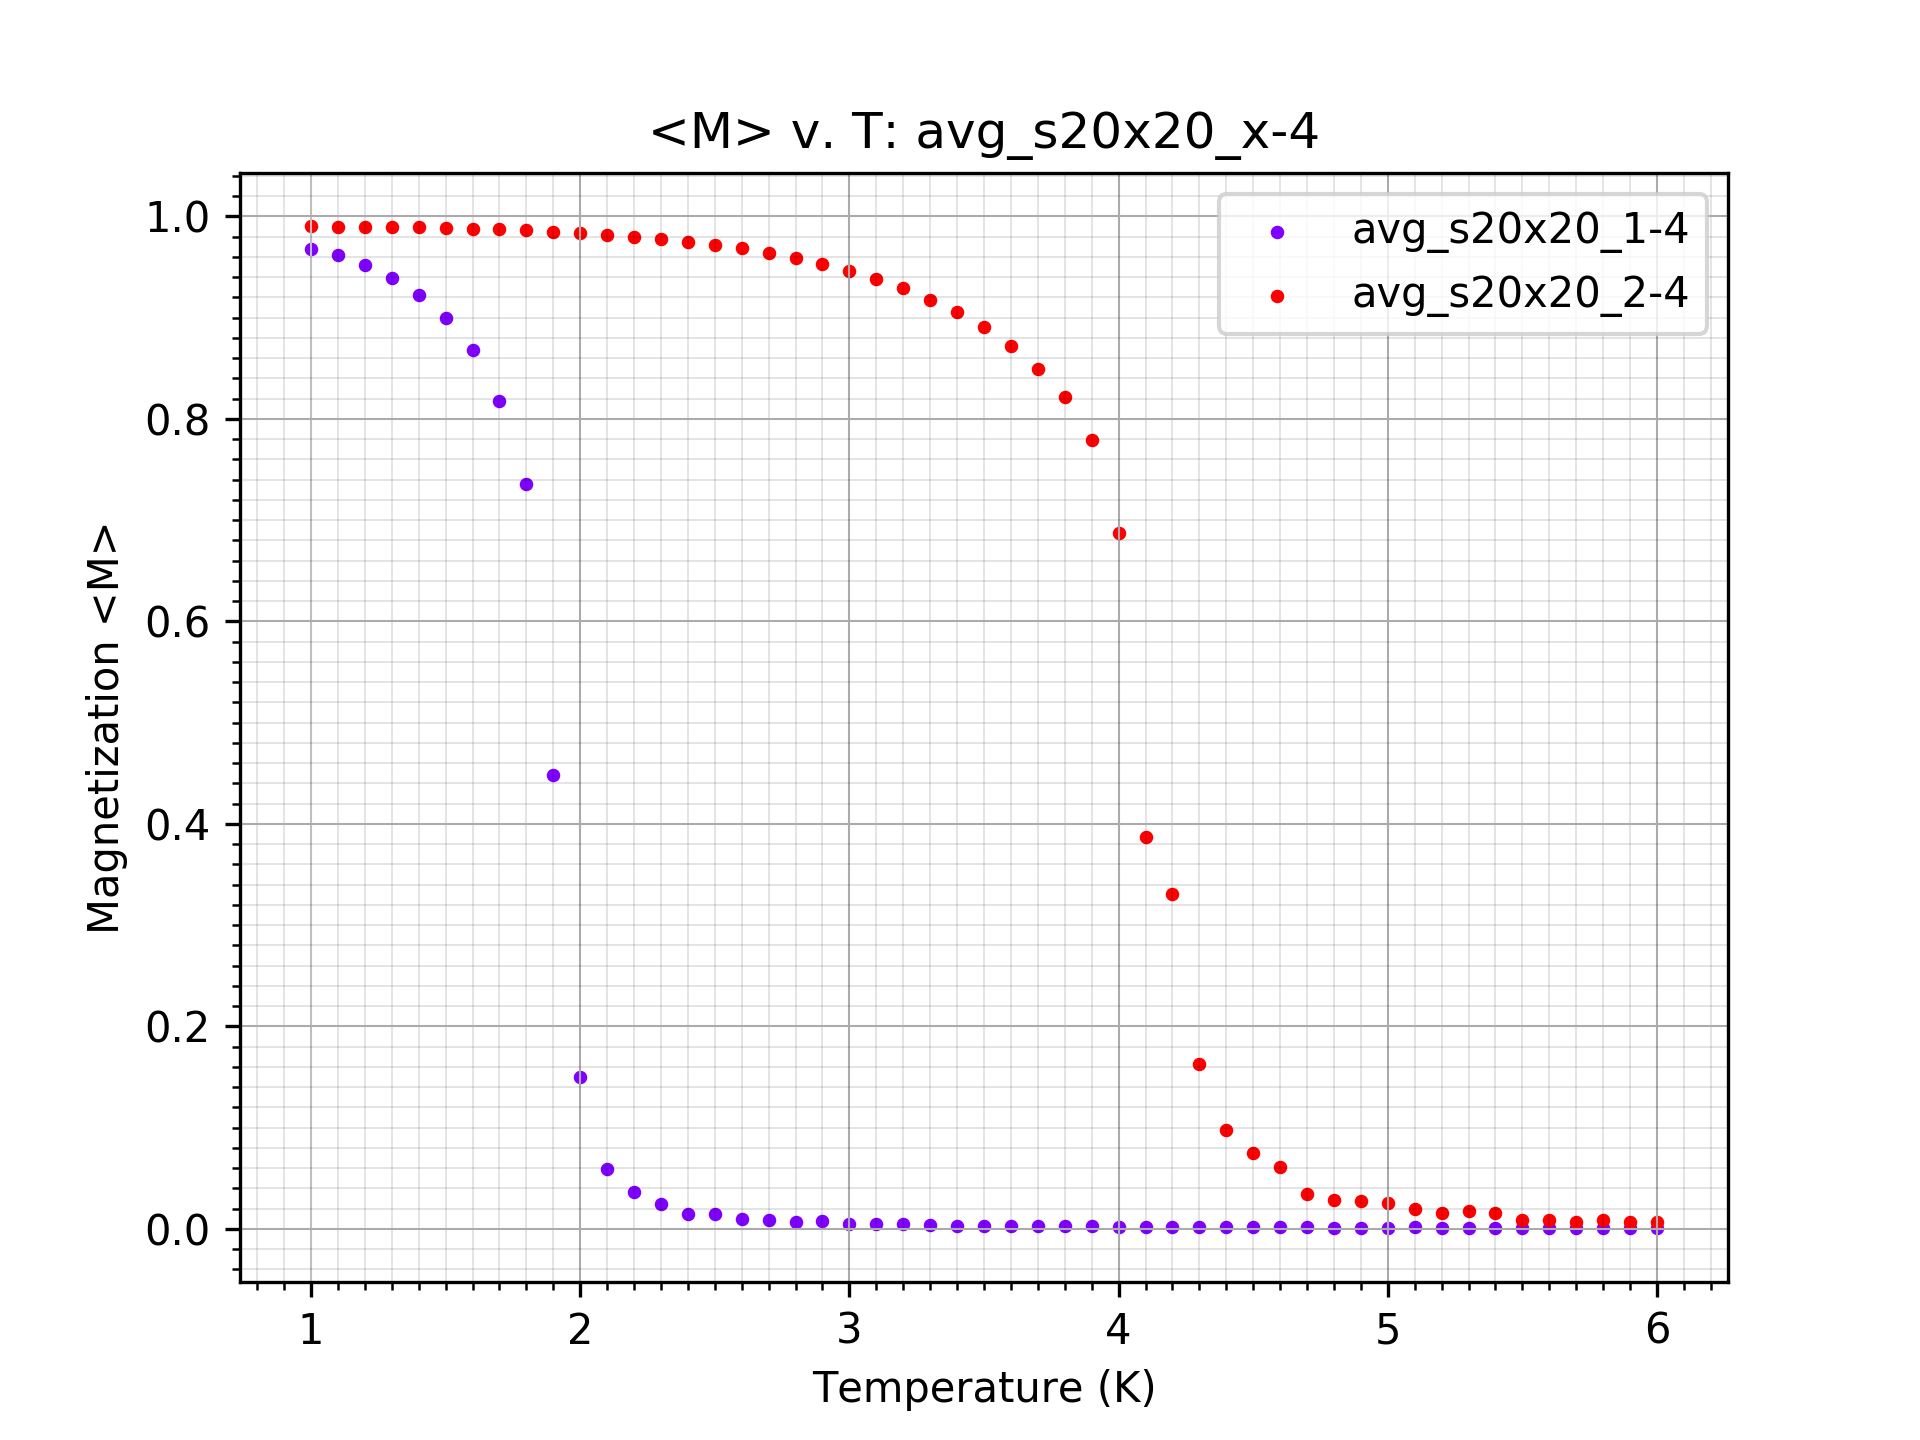 <M> v. T: avg_s20x20_x-4
avg_s20x20_1-4
avg_s20x20_2-4
1.0
0.8
0.6
0.4
0.2
0.0
Magnetization <M>
1 2 3 4 5 6
Temperature (K)